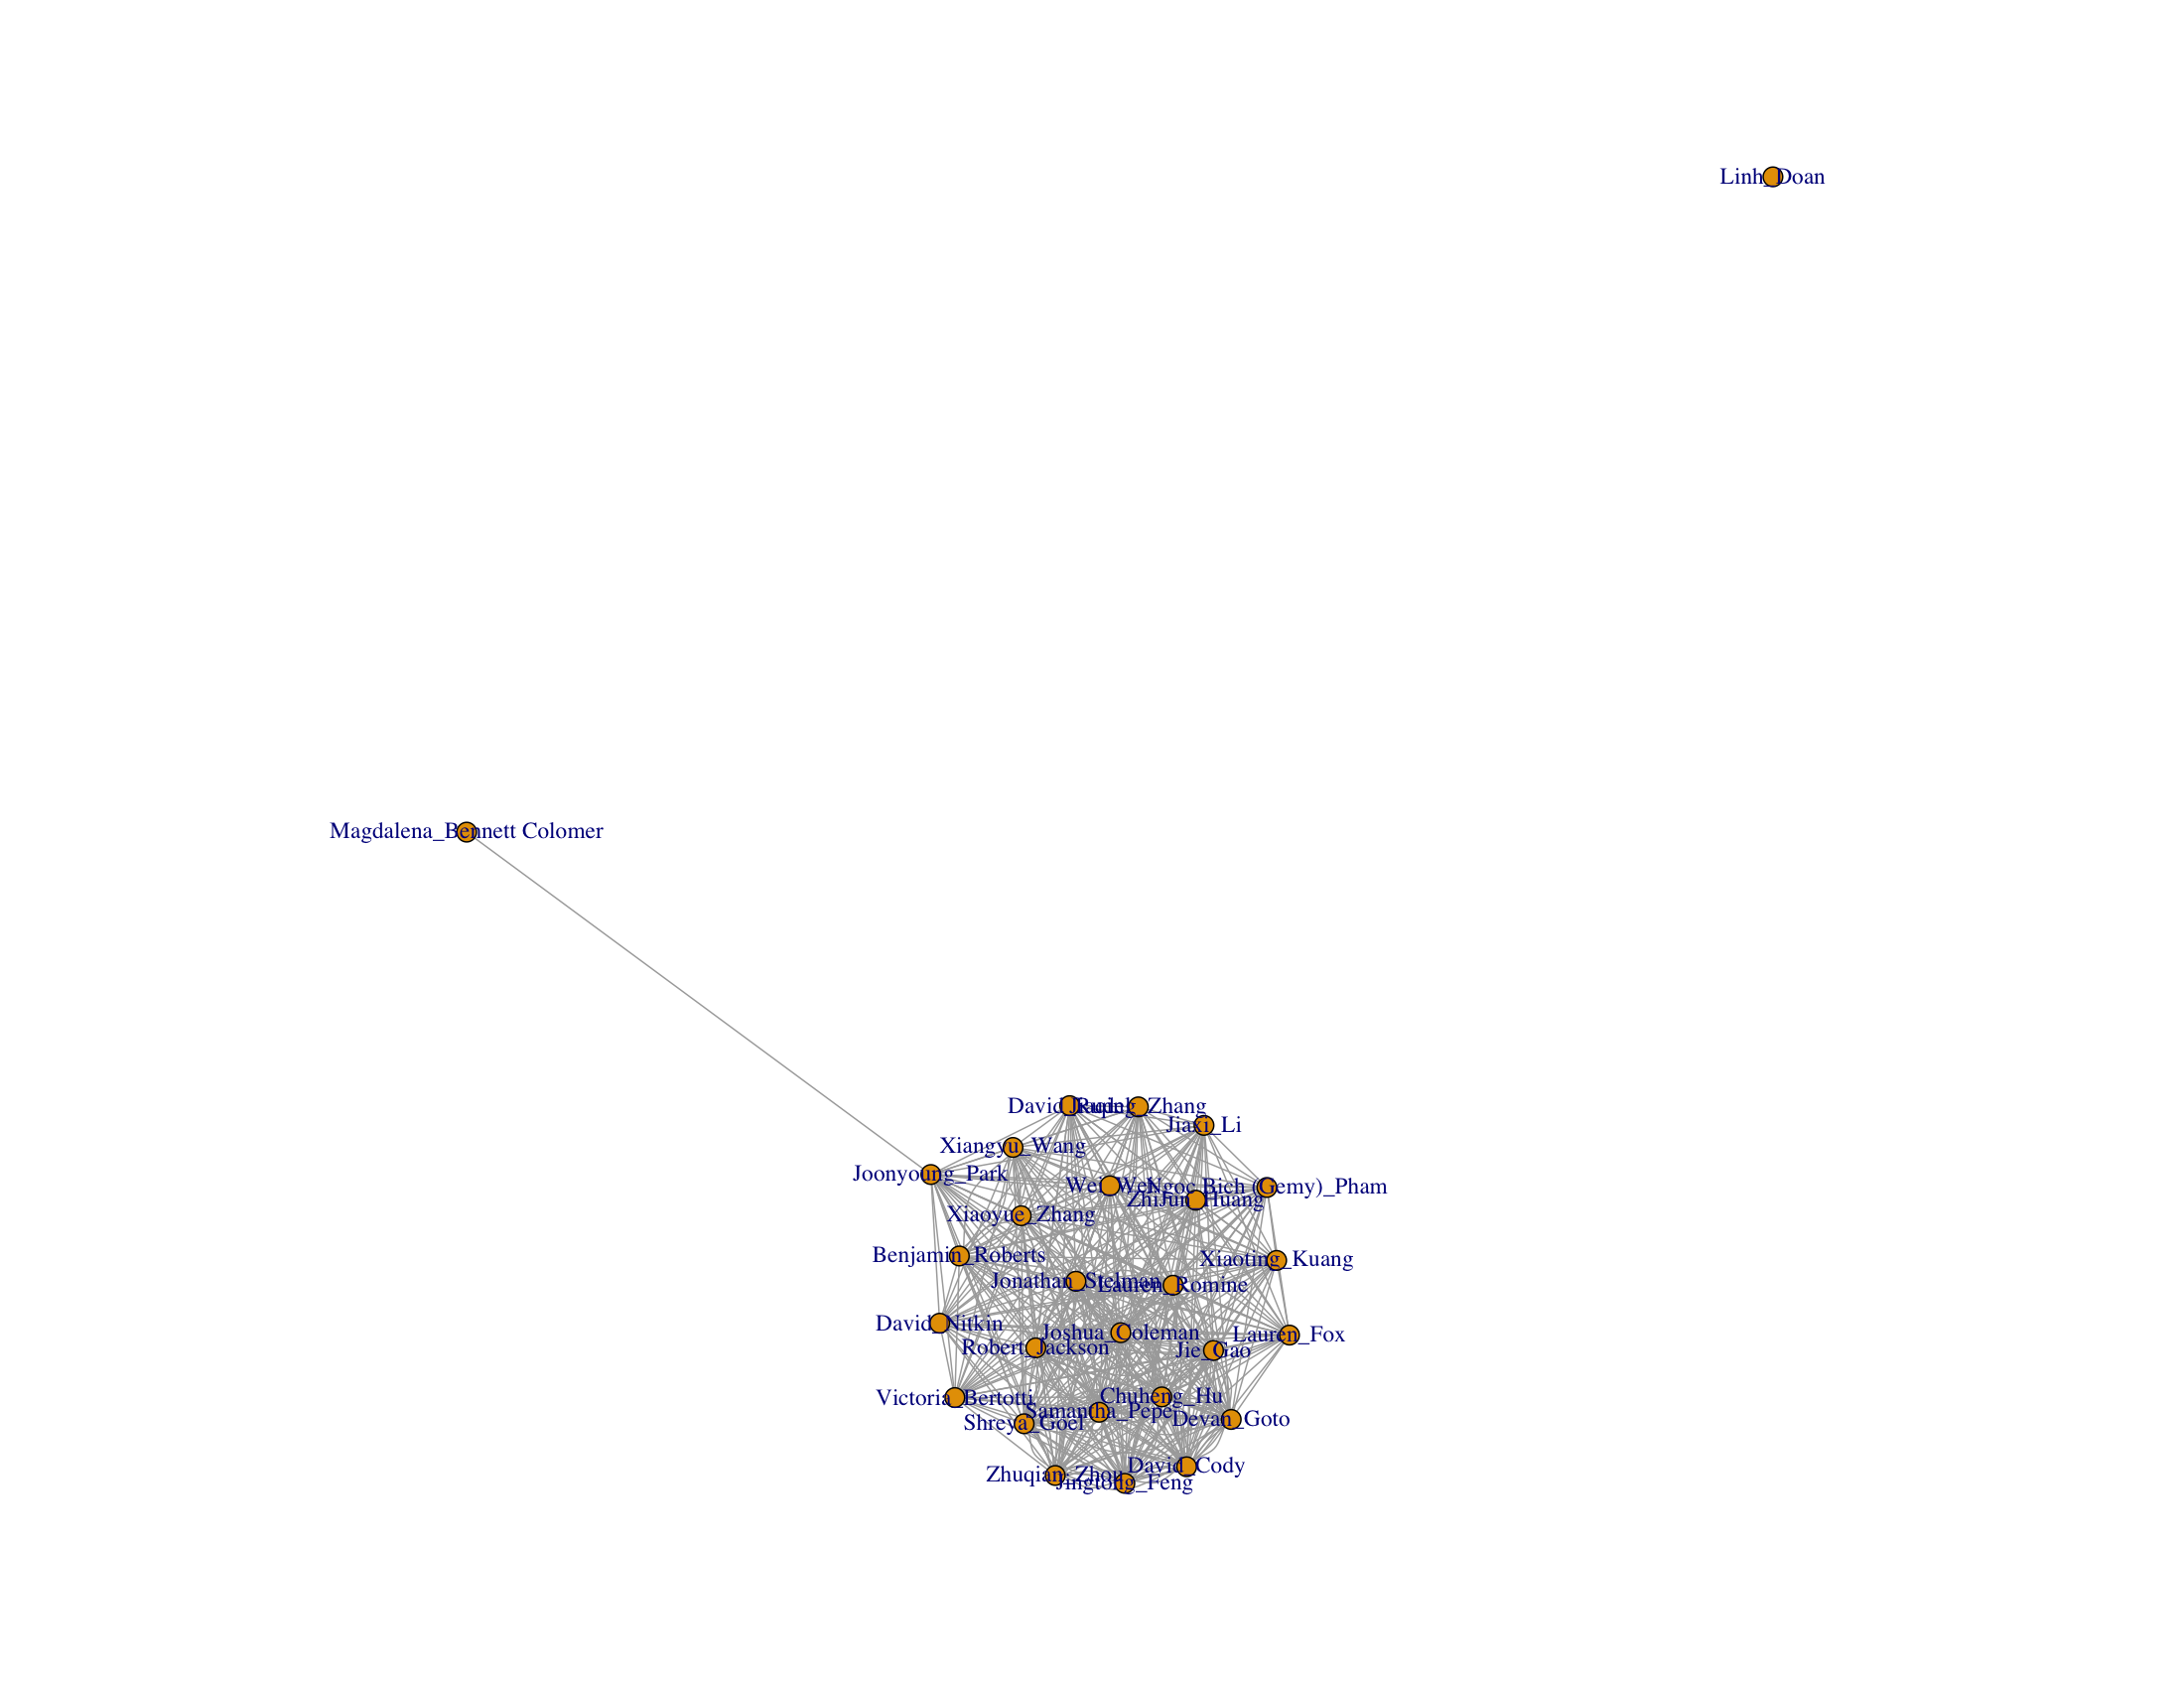 Linh_Doan
Magdalena_Bennett Colomer
David_Rudel
Jiaqing_Zhang
Jiaxi_Li
Xiangyu_Wang
Joonyoung_Park
Wei_Wei
Ngoc Bich (Gemy)_Pham
ZhiJun_Huang
Xiaoyue_Zhang
Benjamin_Roberts
Xiaoting_Kuang
Jonathan_Stelman
Lauren_Romine
David_Nitkin
Joshua_Coleman
Lauren_Fox
Robert_Jackson
Jie_Gao
Victoria_Bertotti
Chuheng_Hu
Samantha_Pepe
Shreya_Goel
Devan_Goto
David_Cody
Zhuqian_Zhou
Jingtong_Feng